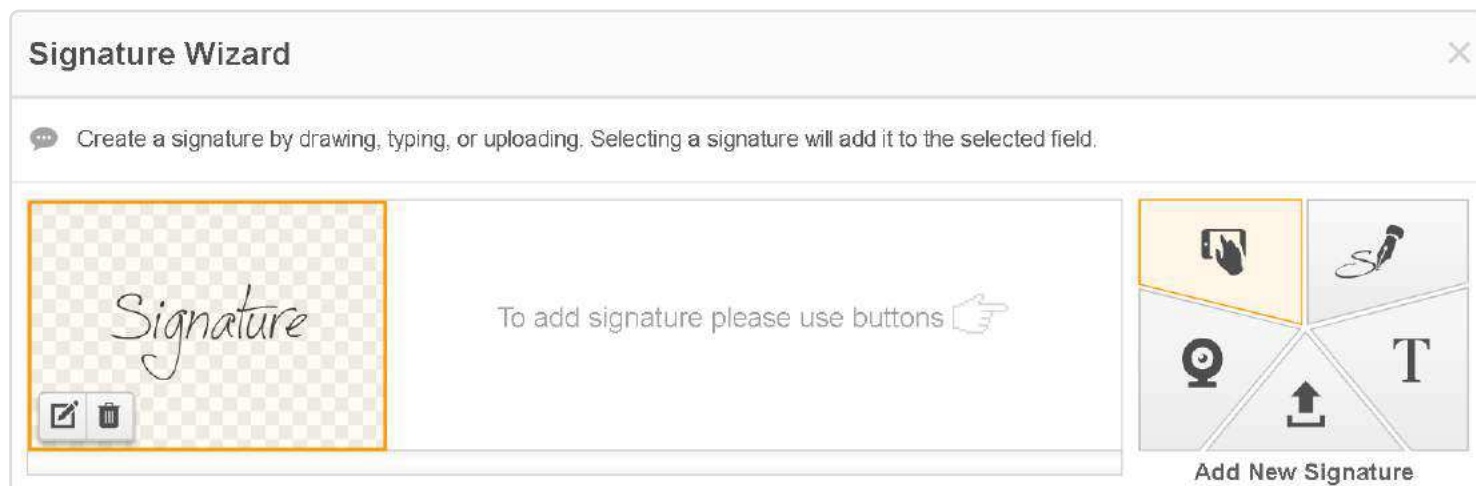 Signature Wizard
Create a signature by drawing, typing, or uploading. Selecting a signature will add it to the selected field.
Signature
To add signature please use buttons
T
Add New Signature